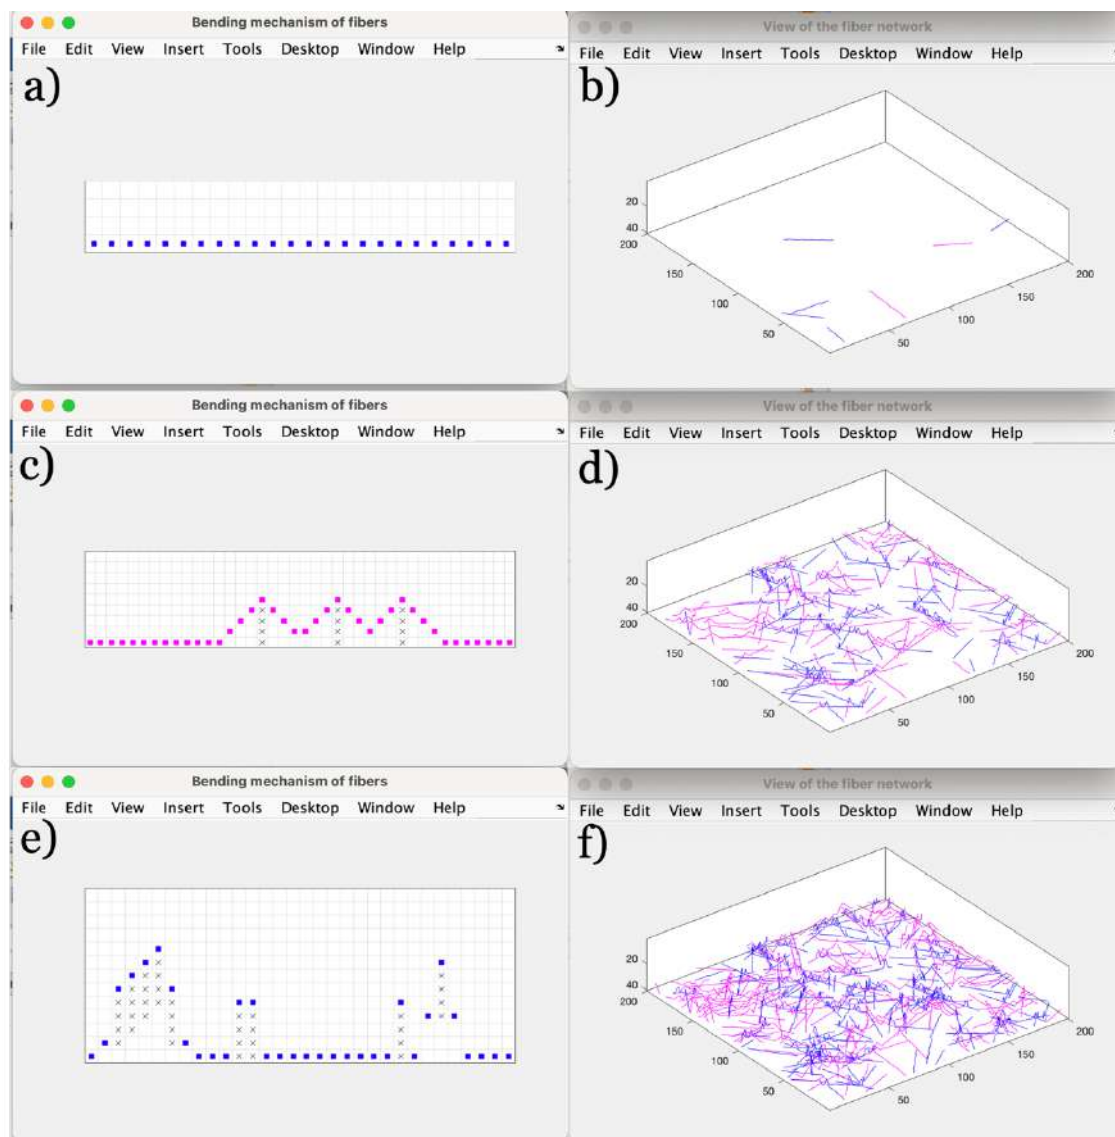 Bending mechanism of fibers
File Edit View Insert Tools Desktop Window Help
a)
View of the fiber network
File Edit View Insert Tools Desktop Window Help
b)
20
40
200
150
100
50
50
100
150
200
Bending mechanism of fibers
File Edit View Insert Tools Desktop Window Help
c)
View of the fiber network
File Edit View Insert Tools Desktop Window Help
d)
20
40
200
150
100
50
50
100
150
200
Bending mechanism of fibers
File Edit View Insert Tools Desktop Window Help
e)
View of the fiber network
File Edit View Insert Tools Desktop Window Help
f)
20
40
200
150
100
50
50
100
150
200